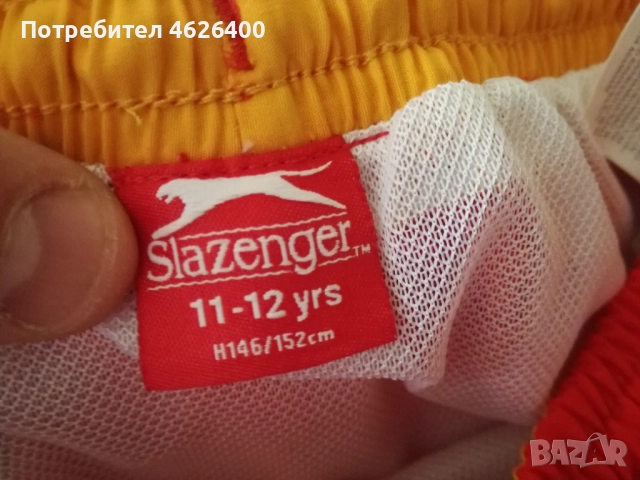 Потребител 4626400
Slazenger™
11-12 yrs
H146/152cm
BAZAR